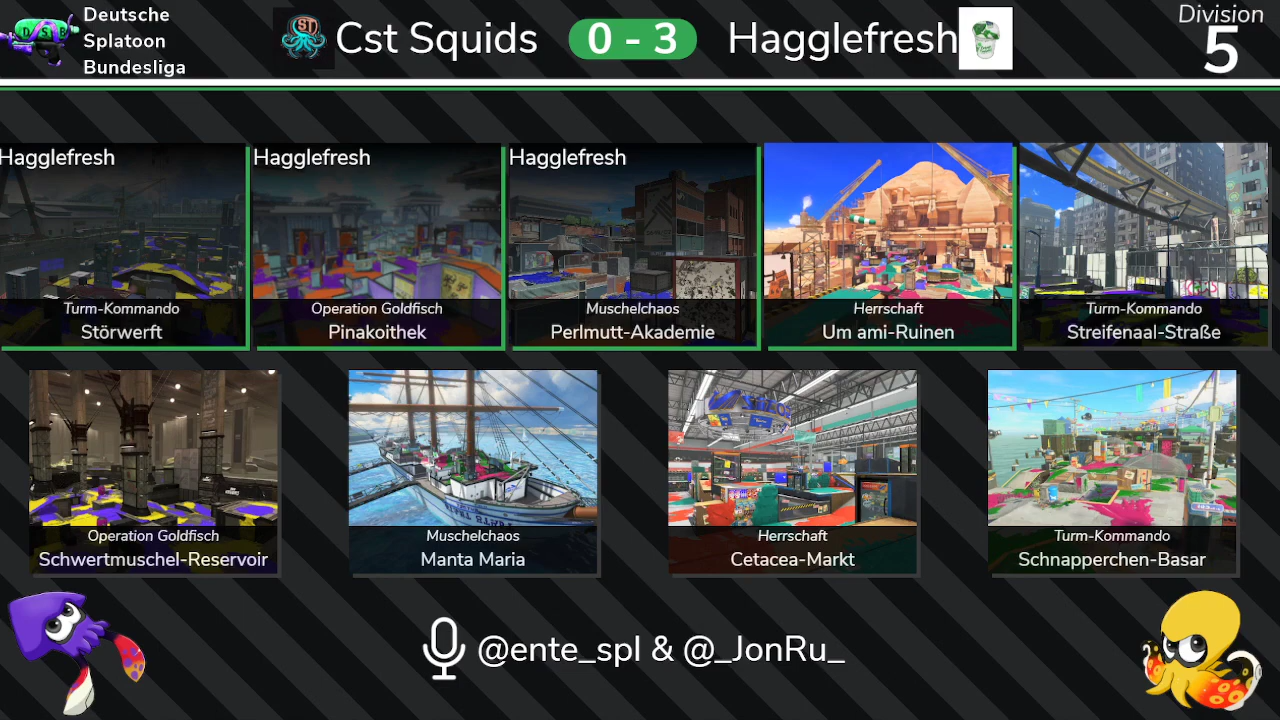 Deutsche
Splatoon
Bundesliga
Cst Squids
0 - 3
Hagglefresh
Division
5
Hagglefresh
Turm-Kommando
Störwerft
Hagglefresh
Operation Goldfisch
Pinakoithek
Hagglefresh
Muschelchaos
Perlmutt-Akademie
Herrschaft
Um ami-Ruinen
Turm-Kommando
Streifenaal-Straße
Operation Goldfisch
Schwertmuschel-Reservoir
Muschelchaos
Manta Maria
Herrschaft
Cetacea-Markt
Turm-Kommando
Schnapperchen-Basar
@ente_spl & @_JonRu_